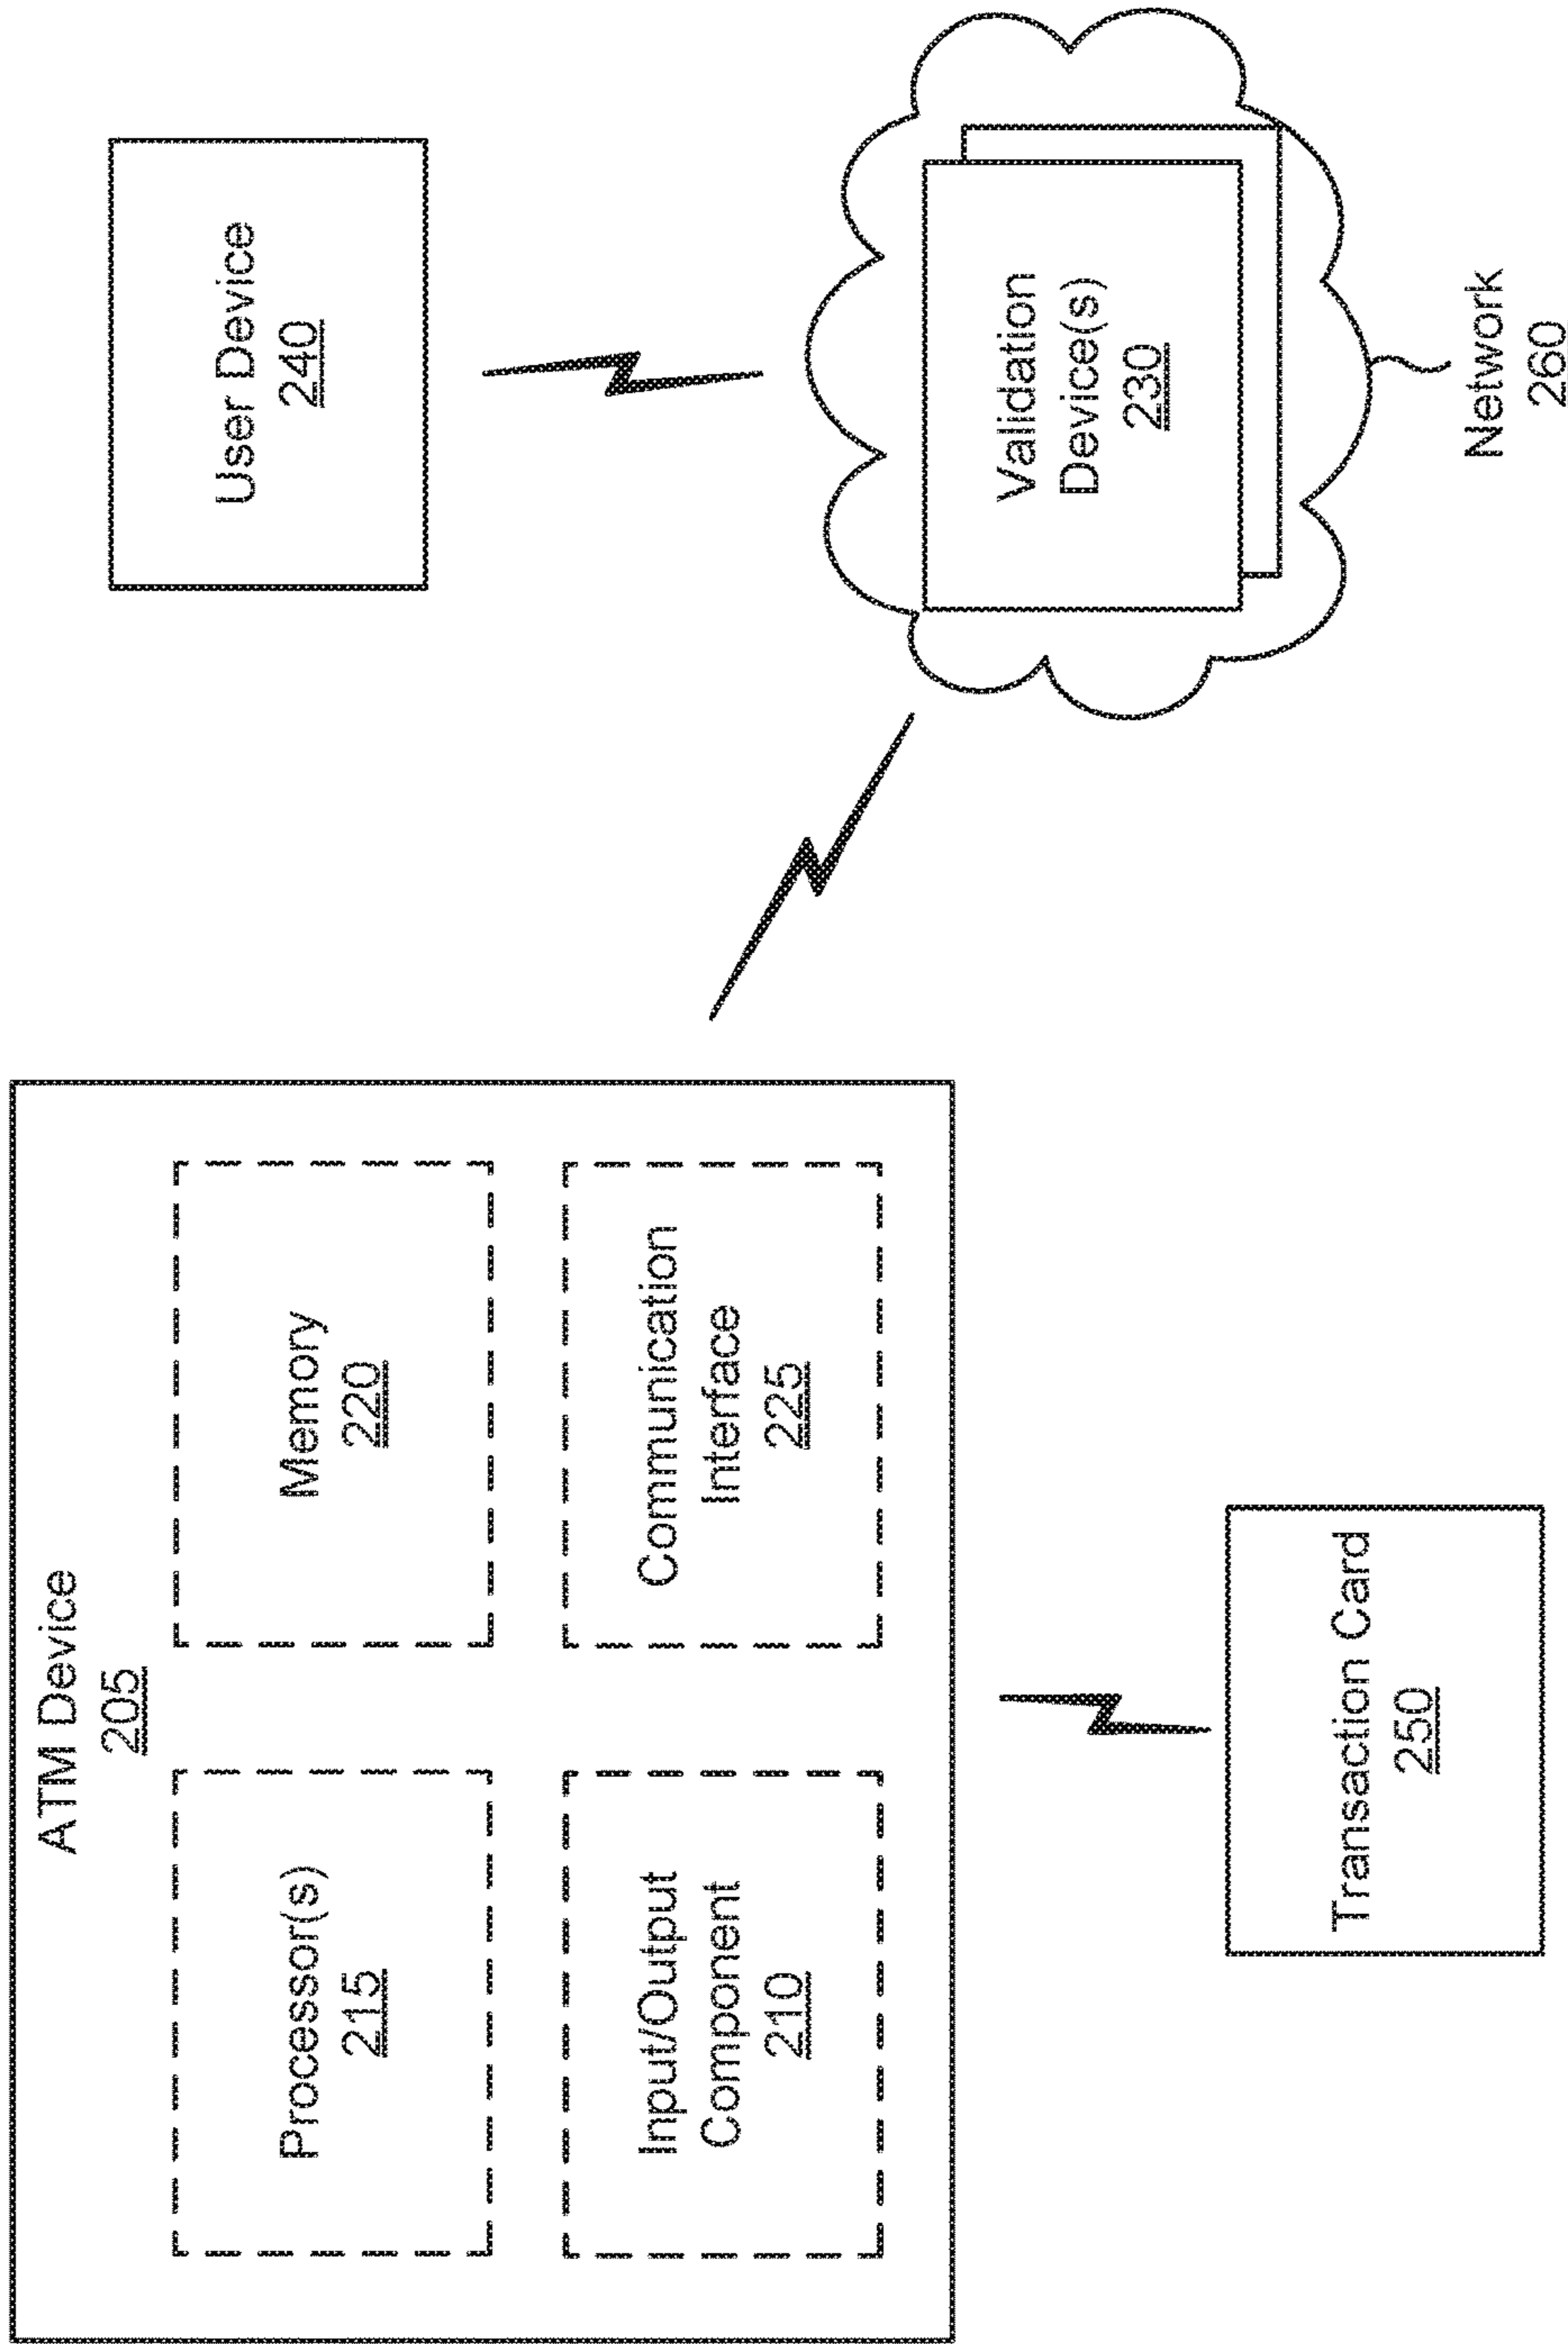 ATM Device
205
Processor(s)
215
Memory
220
Input/Output
Component
210
Communication
Interface
225
User Device
240
Validation
Device(s)
230
Network
260
Transaction Card
250